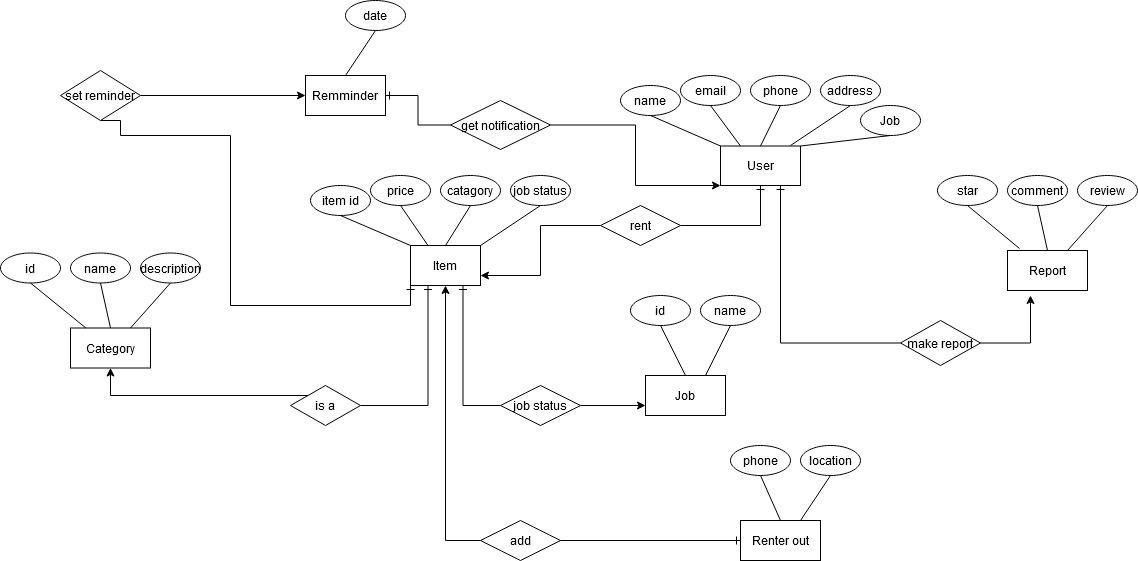 date
set reminder
Remminder
get notification
name
email
phone
address
Job
User
item id
price
catagory
job status
rent
star
comment
review
Item
Report
id
name
description
Category
id
name
make report
is a
job status
Job
phone
location
add
Renter out